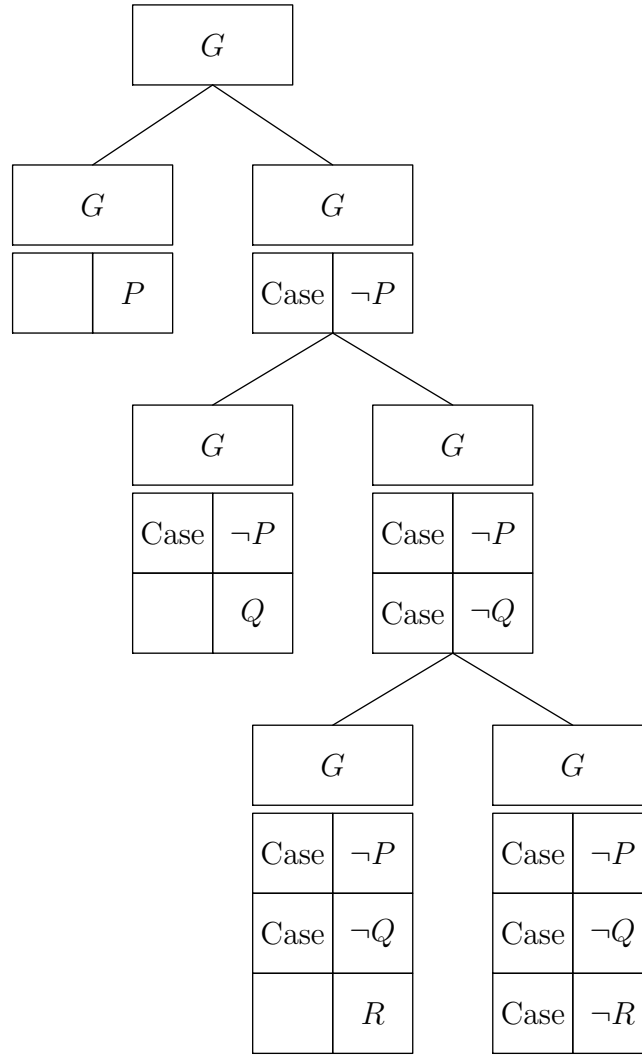 G
G G
P Case ¬P
G G
Case ¬P Case ¬P
Q Case ¬Q
G G
Case ¬P Case ¬P
Case ¬Q Case ¬Q
R Case ¬R